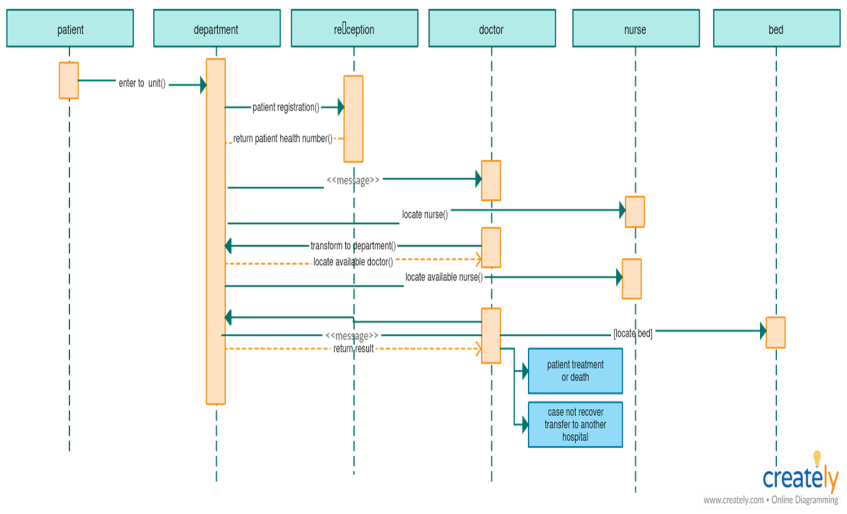 patient
department
re▯ception
doctor
nurse
bed
enter to unit()
patient registration()
return patient health number()
<<message>>
locate nurse()
transform to department()
locate available doctor()
locate available nurse()
<<message>>
[locate bed]
return result
patient treatment
or death
case not recover
transfer to another
hospital
creately
www.creately.com • Online Diagramming